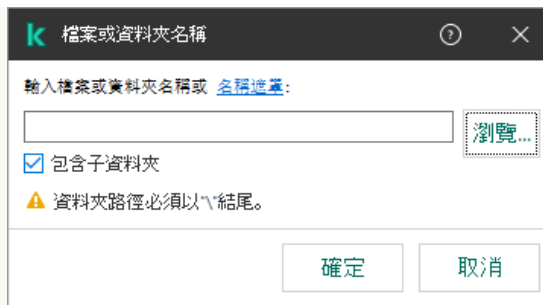 檔案或資料夾名稱
輸入檔案或資料夾名稱或 名稱遮罩:
瀏覽...
包含子資料夾
資料夾路徑必須以"\"結尾。
確定 取消